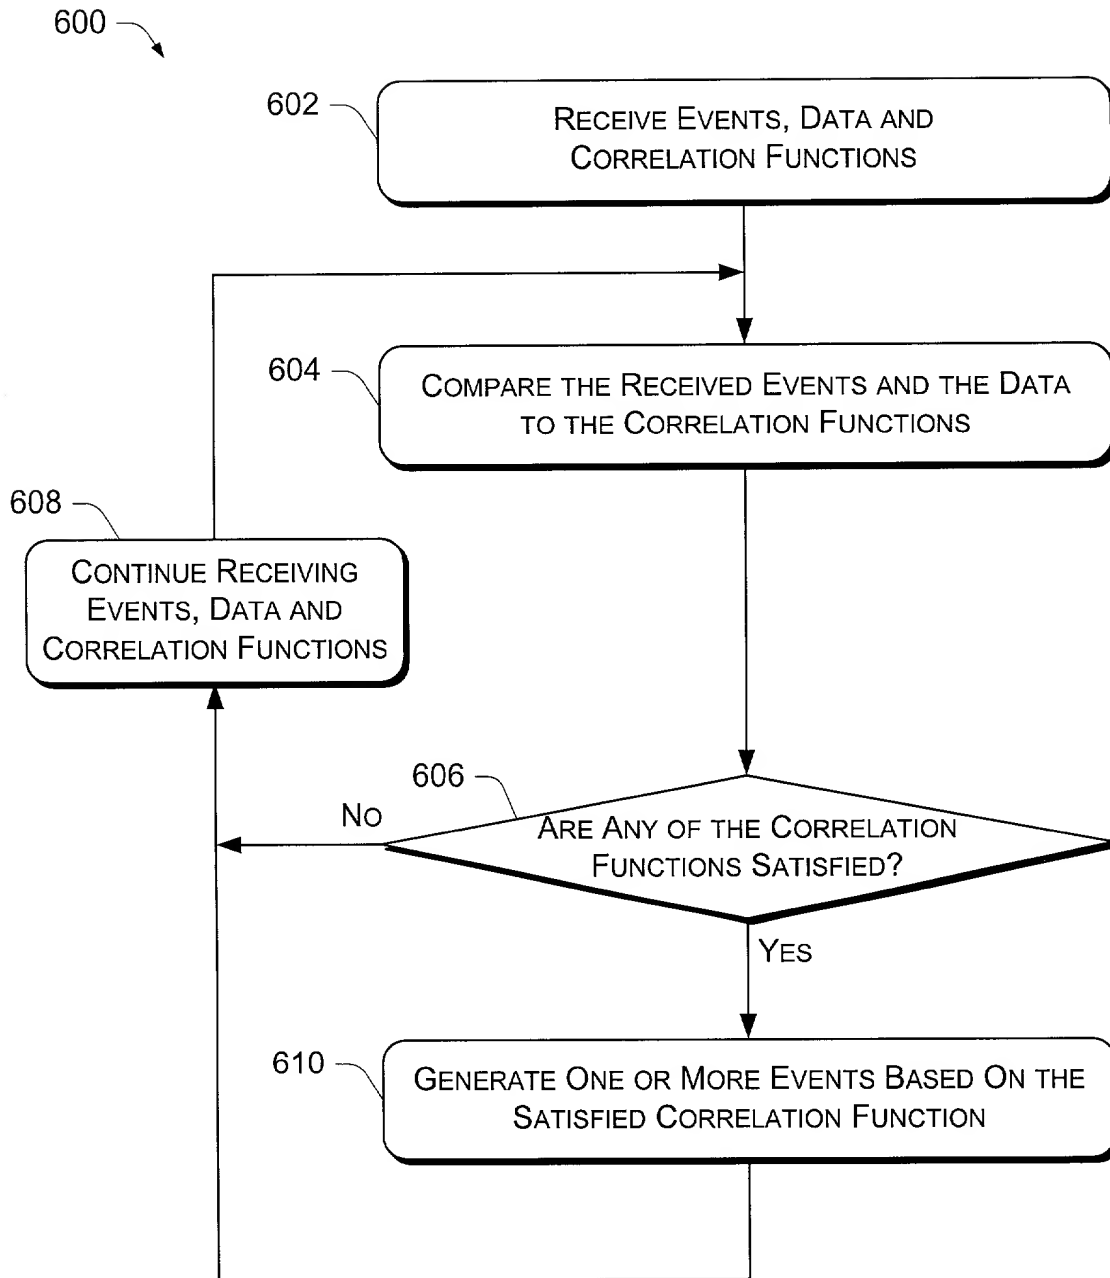 600
602
RECEIVE EVENTS, DATA AND
CORRELATION FUNCTIONS
604
COMPARE THE RECEIVED EVENTS AND THE DATA
TO THE CORRELATION FUNCTIONS
608
CONTINUE RECEIVING
EVENTS, DATA AND
CORRELATION FUNCTIONS
606
NO
ARE ANY OF THE CORRELATION
FUNCTIONS SATISFIED?
YES
610
GENERATE ONE OR MORE EVENTS BASED ON THE
SATISFIED CORRELATION FUNCTION